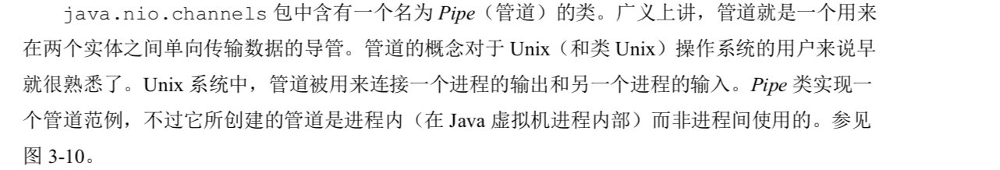 java.nio.channels 包中含有一个名为 Pipe（管道）的类。广义上讲，管道就是一个用来
在两个实体之间单向传输数据的导管。管道的概念对于 Unix（和类 Unix）操作系统的用户来说早
就很熟悉了。Unix 系统中，管道被用来连接一个进程的输出和另一个进程的输入。Pipe 类实现一
个管道范例，不过它所创建的管道是进程内（在 Java 虚拟机进程内部）而非进程间使用的。参见
图 3-10。